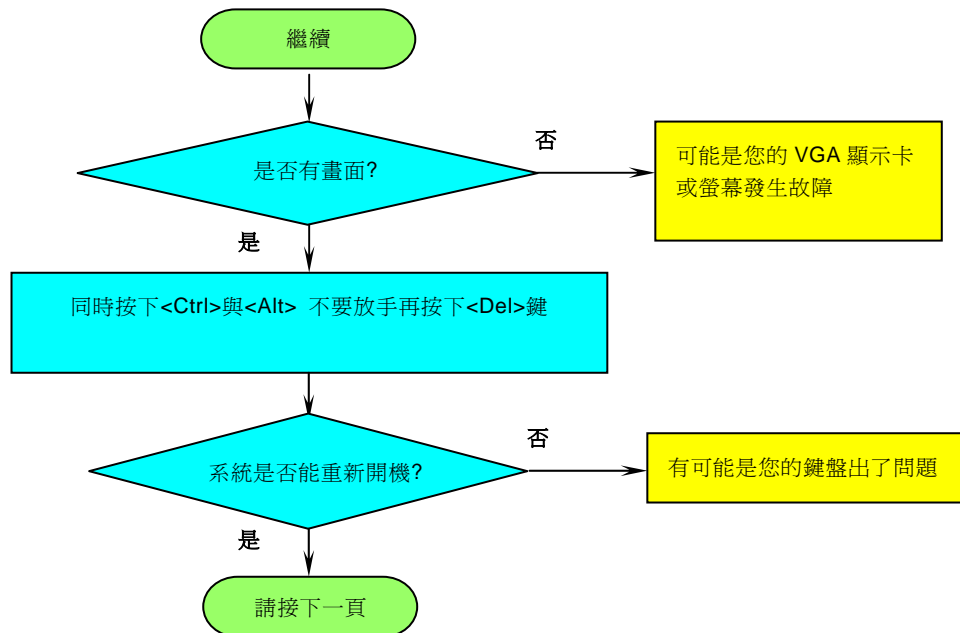 繼續
是否有畫面?
否
可能是您的 VGA 顯示卡
或螢幕發生故障
是
同時按下<Ctrl>與<Alt> 不要放手再按下<Del>鍵
系統是否能重新開機?
否
有可能是您的鍵盤出了問題
是
請接下一頁